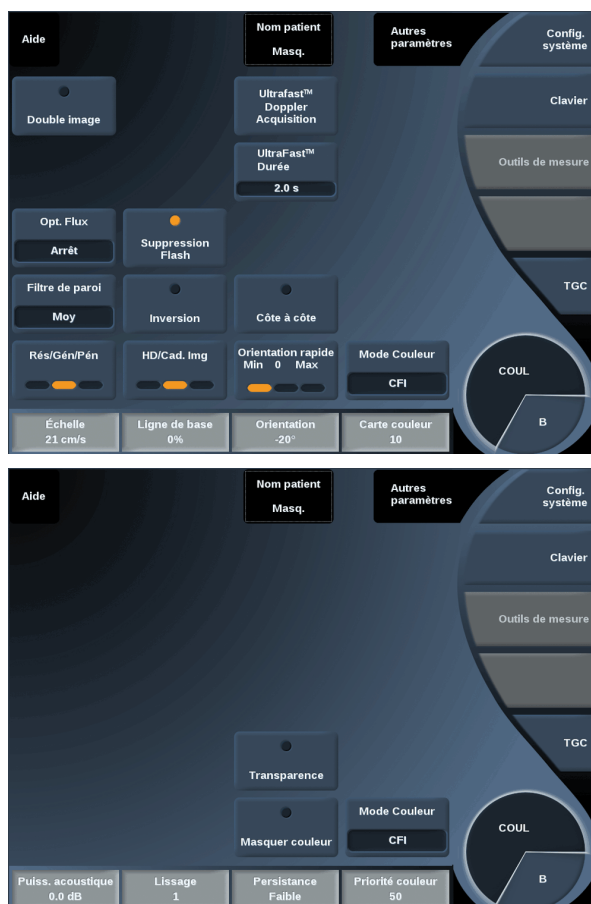 Aide
Nom patient
Masq.
Autres
paramètres
Config.
système
Double image
Ultrafast™
Doppler
Acquisition
Clavier
UltraFast™
Durée
2.0 s
Outils de mesure
Opt. Flux
Arrêt
Suppression
Flash
Filtre de paroi
Moy
Inversion
Côte à côte
TGC
Rés/Gén/Pén
HD/Cad. Img
Orientation rapide
Min 0 Max
Mode Couleur
CFI
COUL
B
Échelle
21 cm/s
Ligne de base
0%
Orientation
-20°
Carte couleur
10
Aide
Nom patient
Masq.
Autres
paramètres
Config.
système
Clavier
Outils de mesure
TGC
Transparence
Masquer couleur
Mode Couleur
CFI
COUL
B
Puiss. acoustique
0.0 dB
Lissage
1
Persistance
Faible
Priorité couleur
50